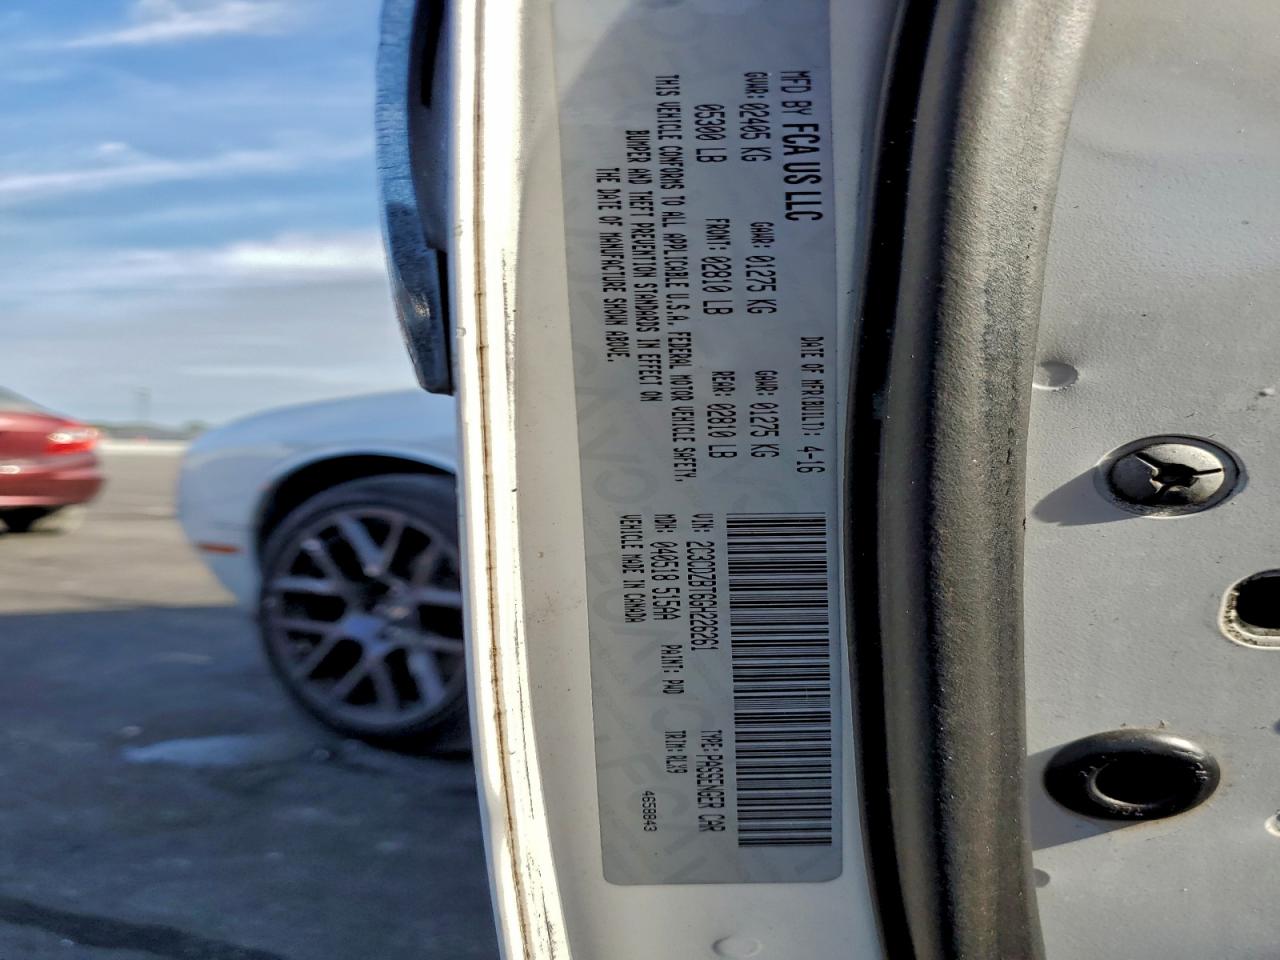 MFD BY FCA US LLC
DATE OF MFR(BUILT): 4-16
GVWR: 02405 KG GAWR: 01275 KG GAWR: 01275 KG
05300 LB FRONT: 02810 LB REAR: 02810 LB
THIS VEHICLE CONFORMS TO ALL APPLICABLE U.S.A. FEDERAL MOTOR VEHICLE SAFETY,
BUMPER AND THEFT PREVENTION STANDARDS IN EFFECT ON
THE DATE OF MANUFACTURE SHOWN ABOVE.
VIN: 2C3CDZBT6GH226261 TYPE: PASSENGER CAR
MDH: 040518 515AA PAINT: PWD TRIM: RLX9
VEHICLE MADE IN CANADA 4658843